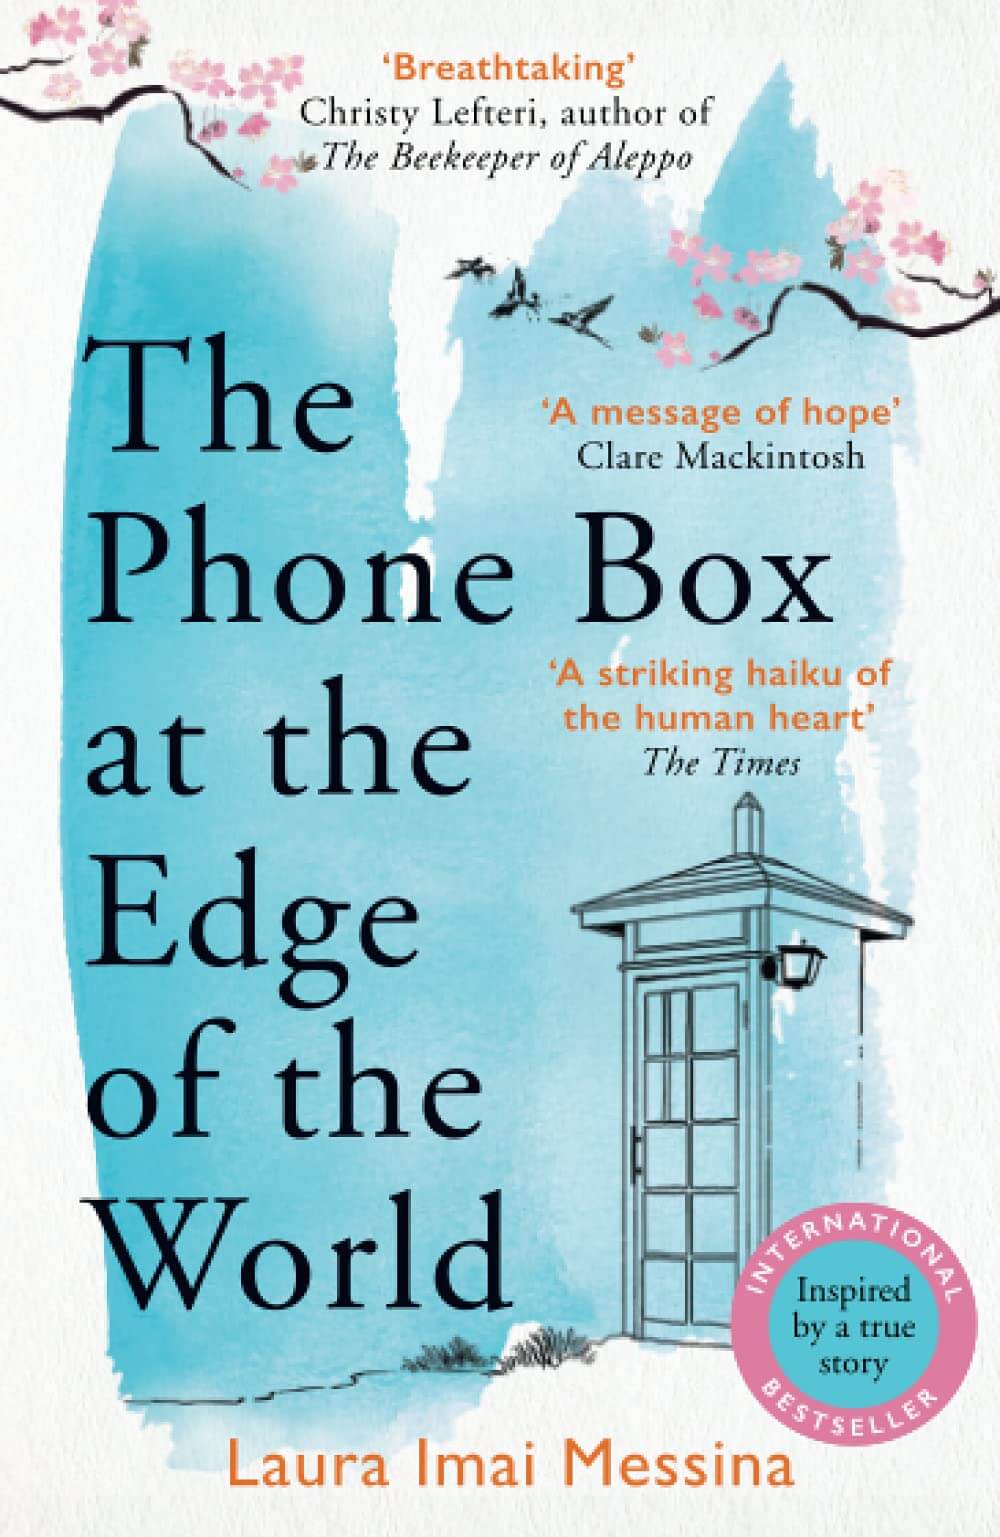 ‘Breathtaking’
Christy Lefteri, author of
The Beekeeper of Aleppo
The
‘A message of hope’
Clare Mackintosh
Phone Box
‘A striking haiku of
the human heart’
The Times
at the
Edge
of the
World
INTERNATIONAL
Inspired
by a true
story
BESTSELLER
Laura Imai Messina